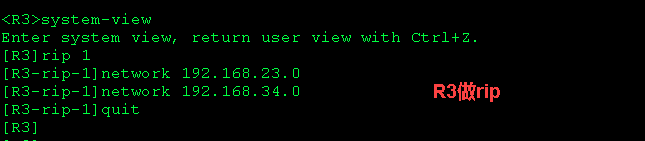 <R3>system-view
Enter system view, return user view with Ctrl+Z.
[R3]rip 1
[R3-rip-1]network 192.168.23.0
[R3-rip-1]network 192.168.34.0
R3做rip
[R3-rip-1]quit
[R3]